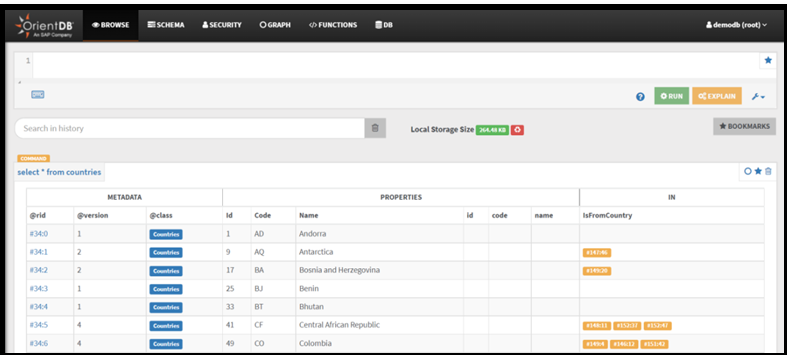 OrientDB
An SAP Company
BROWSE SCHEMA SECURITY GRAPH FUNCTIONS DB demodb (root)
1
RUN EXPLAIN
Search in history Local Storage Size 264.48 KB BOOKMARKS
COMMAND
select * from countries
METADATA PROPERTIES IN
@rid @version @class Id Code Name id code name IsFromCountry
#34:0 1 Countries 1 AD Andorra
#34:1 2 Countries 9 AQ Antarctica #147:46
#34:2 2 Countries 17 BA Bosnia and Herzegovina #149:20
#34:3 1 Countries 25 BJ Benin
#34:4 1 Countries 33 BT Bhutan
#34:5 4 Countries 41 CF Central African Republic #148:11 #152:37 #152:47
#34:6 4 Countries 49 CO Colombia #149:4 #146:12 #151:42